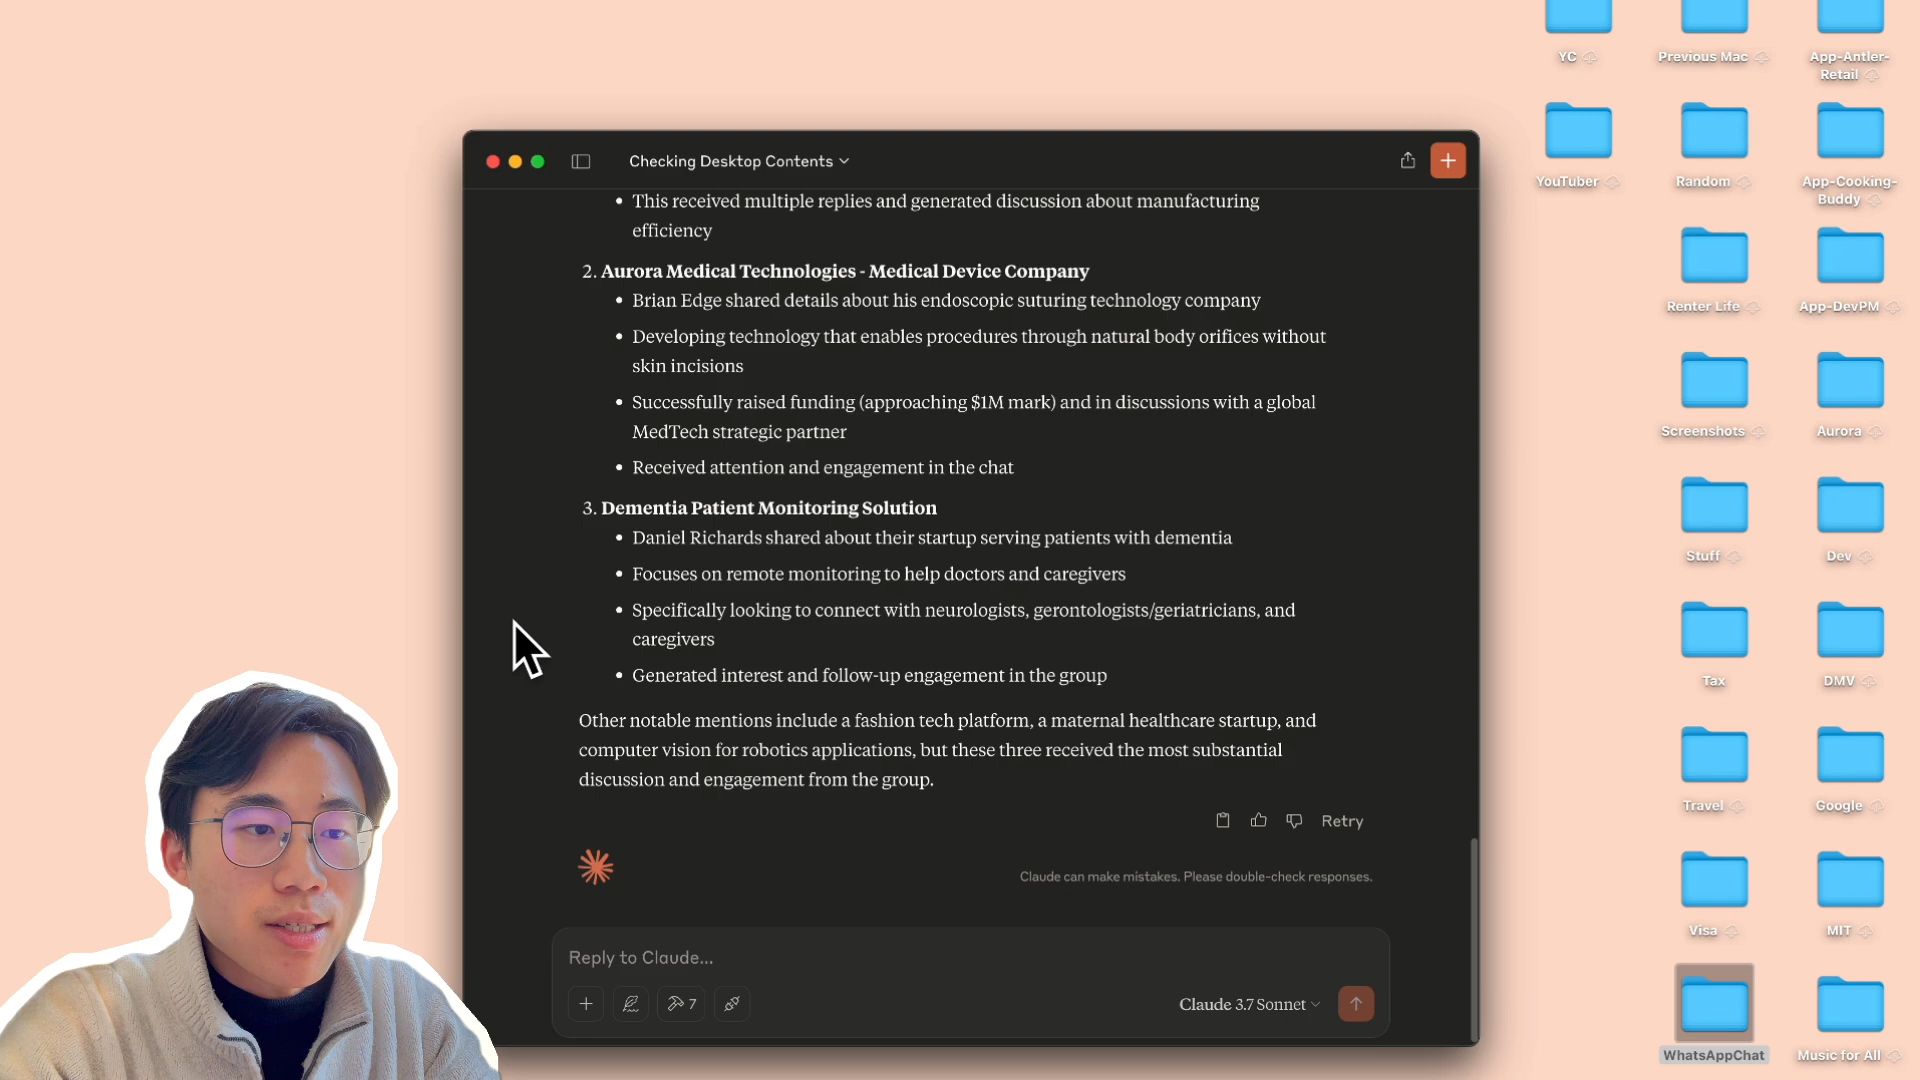 YC
Previous Mac
App-Antler-
Retail
YouTuber
Random
App-Cooking-
Buddy
Renter Life
App-DevPM
Screenshots
Aurora
Stuff
Dev
Tax
DMV
Travel
Google
Visa
MIT
WhatsAppChat
Music for All
Checking Desktop Contents
• This received multiple replies and generated discussion about manufacturing
efficiency
2. Aurora Medical Technologies - Medical Device Company
• Brian Edge shared details about his endoscopic suturing technology company
• Developing technology that enables procedures through natural body orifices without
skin incisions
• Successfully raised funding (approaching $1M mark) and in discussions with a global
MedTech strategic partner
• Received attention and engagement in the chat
3. Dementia Patient Monitoring Solution
• Daniel Richards shared about their startup serving patients with dementia
• Focuses on remote monitoring to help doctors and caregivers
• Specifically looking to connect with neurologists, gerontologists/geriatricians, and
caregivers
• Generated interest and follow-up engagement in the group
Other notable mentions include a fashion tech platform, a maternal healthcare startup, and
computer vision for robotics applications, but these three received the most substantial
discussion and engagement from the group.
Retry
Claude can make mistakes. Please double-check responses.
Reply to Claude...
7
Claude 3.7 Sonnet